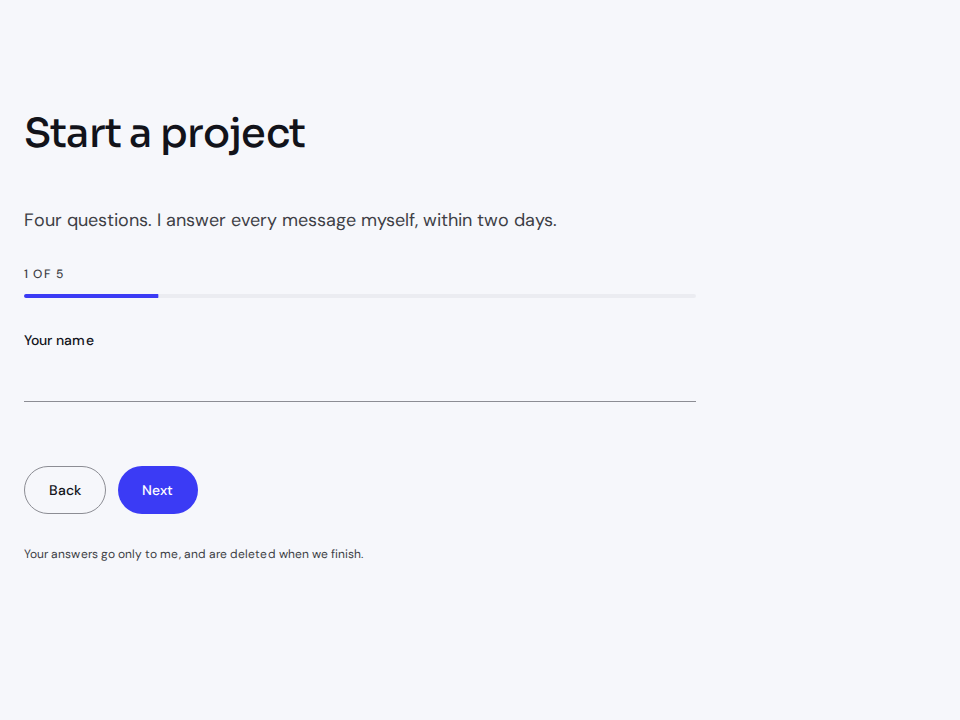 Start a project
Four questions. I answer every message myself, within two days.
1 OF 5
Your name
Back
Next
Your answers go only to me, and are deleted when we finish.